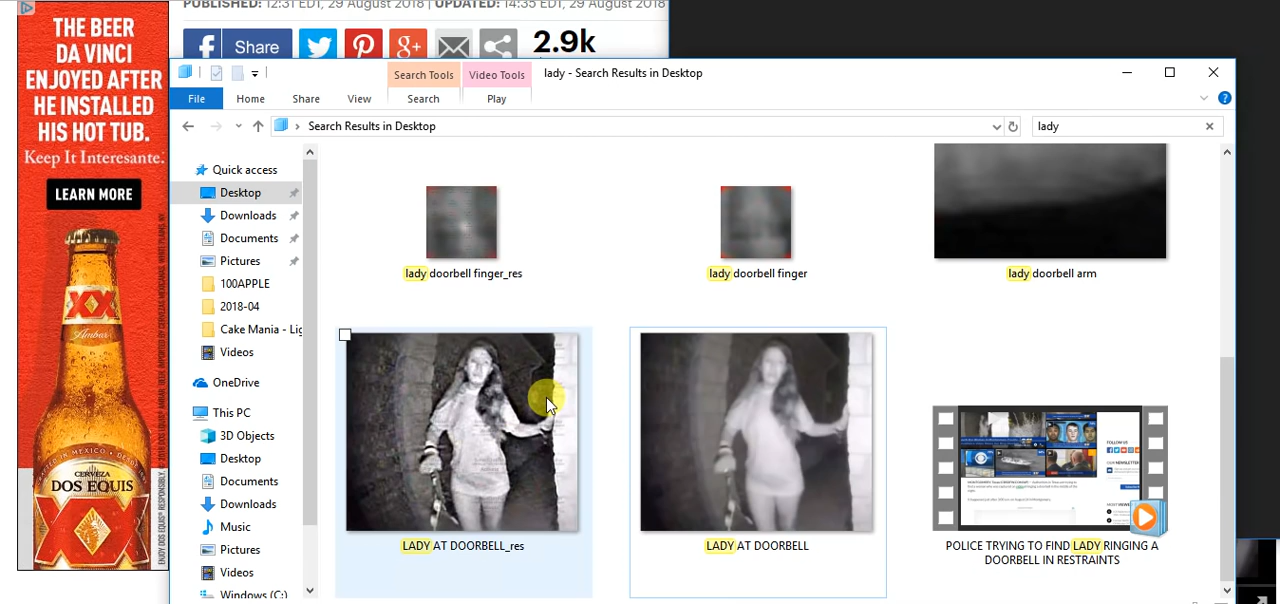 PUBLISHED: 12:31 EDT, 29 August 2018 | UPDATED: 14:35 EDT, 29 August 2018
THE BEER
DA VINCI
ENJOYED AFTER
HE INSTALLED
HIS HOT TUB.
Keep It Interesante.
LEARN MORE
XX
Ambar
CERVEZA
DOS EQUIS
XX
f Share
g+
2.9k
Search Tools
Video Tools
lady - Search Results in Desktop
File
Home
Share
View
Search
Play
Search Results in Desktop
lady
Quick access
Desktop
Downloads
Documents
Pictures
100APPLE
2018-04
Cake Mania - Lig
Videos
OneDrive
This PC
3D Objects
Desktop
Documents
Downloads
Music
Pictures
Videos
Windows (C:)
lady doorbell finger_res
lady doorbell finger
lady doorbell arm
LADY AT DOORBELL_res
LADY AT DOORBELL
POLICE TRYING TO FIND LADY RINGING A
DOORBELL IN RESTRAINTS
FOLLOW US